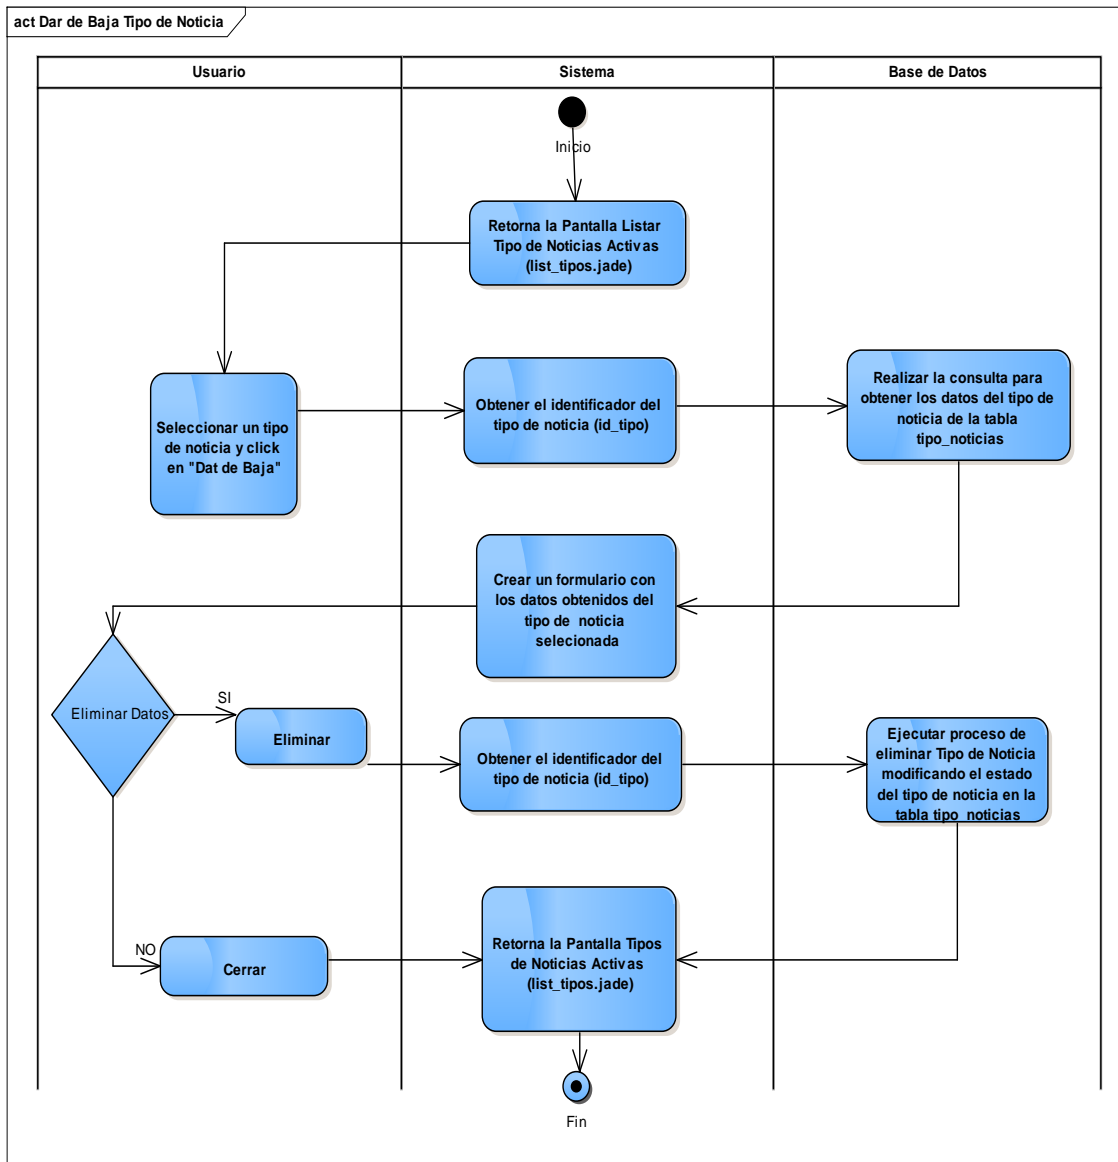 act Dar de Baja Tipo de Noticia
Usuario
Sistema
Base de Datos
Inicio
Retorna la Pantalla Listar
Tipo de Noticias Activas
(list_tipos.jade)
Seleccionar un tipo
de noticia y click
en "Dat de Baja"
Obtener el identificador del
tipo de noticia (id_tipo)
Realizar la consulta para
obtener los datos del tipo de
noticia de la tabla
tipo_noticias
Crear un formulario con
los datos obtenidos del
tipo de noticia
selecionada
Eliminar Datos
SI
Eliminar
Obtener el identificador del
tipo de noticia (id_tipo)
Ejecutar proceso de
eliminar Tipo de Noticia
modificando el estado
del tipo de noticia en la
tabla tipo_noticias
NO
Cerrar
Retorna la Pantalla Tipos
de Noticias Activas
(list_tipos.jade)
Fin